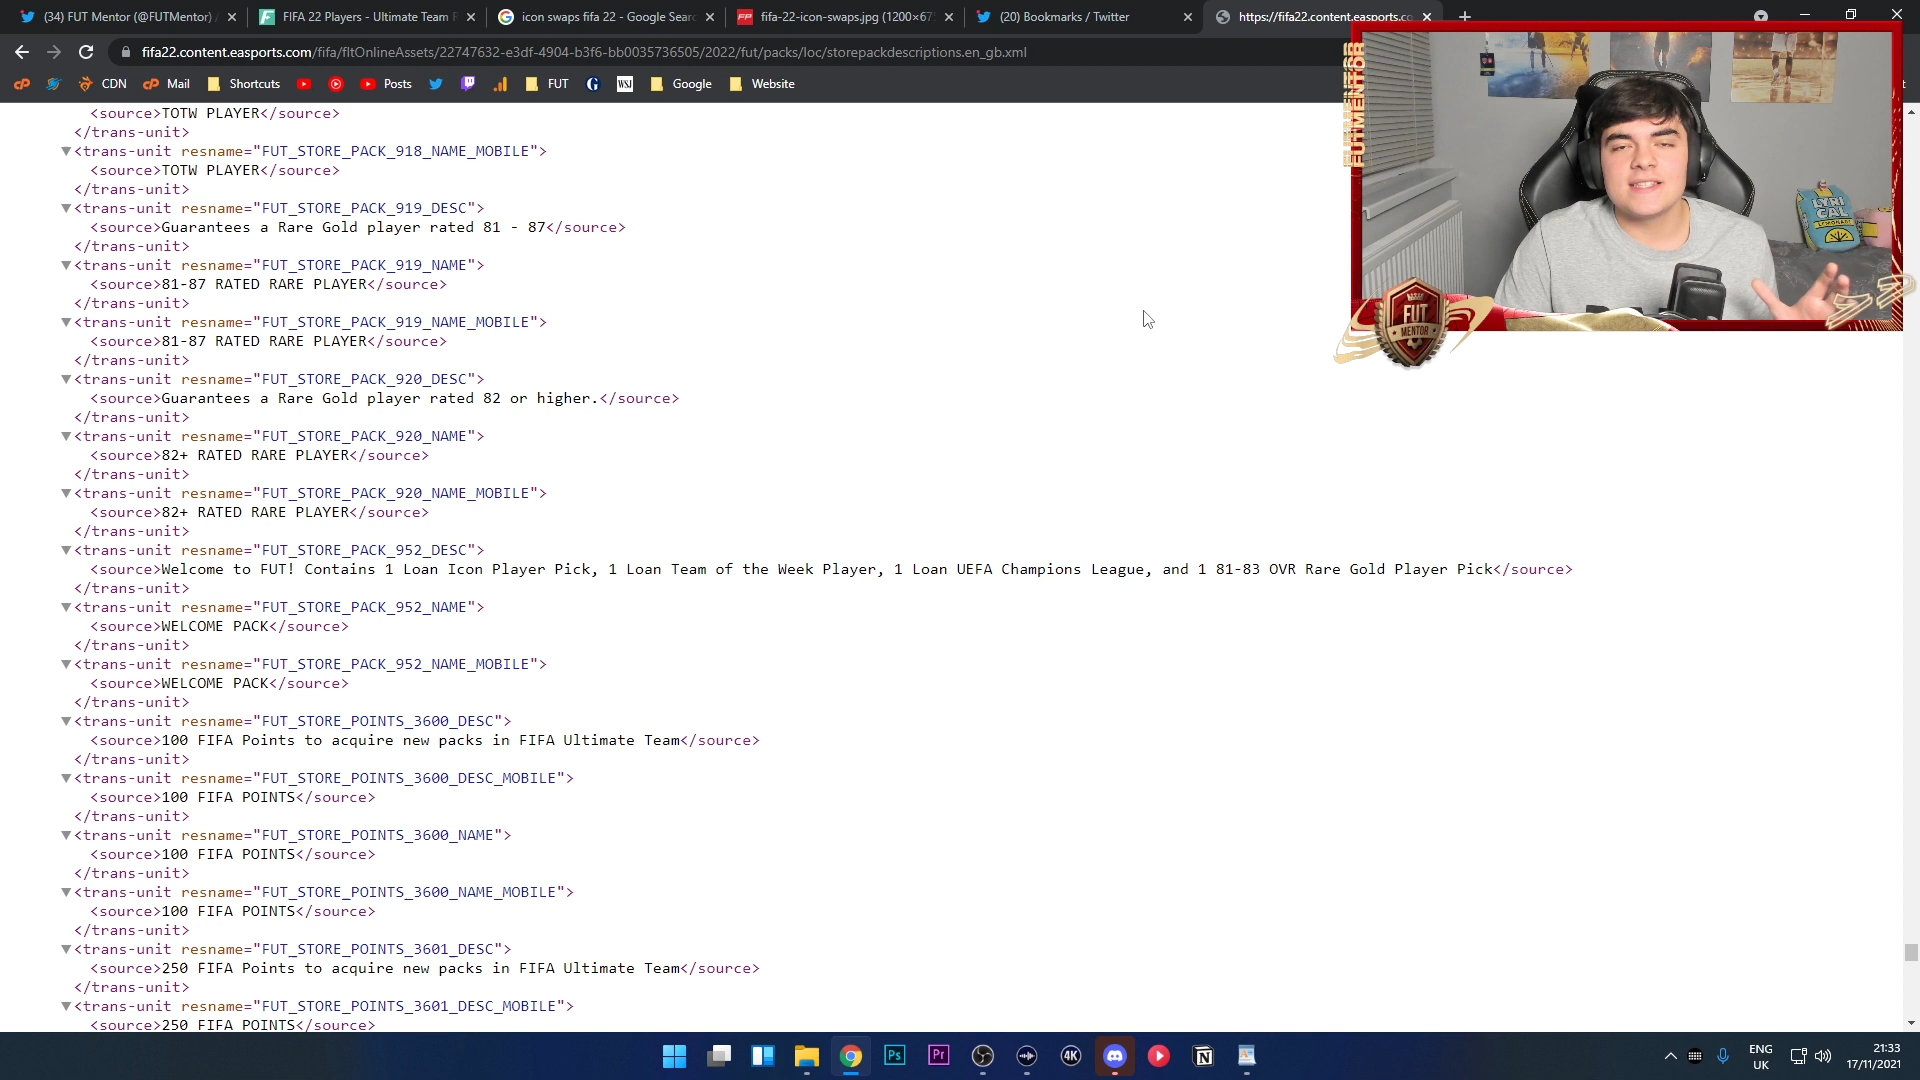 (34) FUT Mentor (@FUTMentor) /
FIFA 22 Players - Ultimate Team R
icon swaps fifa 22 - Google Searc
fifa-22-icon-swaps.jpg (1200×675
(20) Bookmarks / Twitter
https://fifa22.content.easports.co
fifa22.content.easports.com/fifa/fltOnlineAssets/22747632-e3df-4904-b3f6-bb0035736505/2022/fut/packs/loc/storepackdescriptions.en_gb.xml
CDN
Mail
Shortcuts
Posts
FUT
WSJ
Google
Website
<source>TOTW PLAYER</source>
</trans-unit>
▼<trans-unit resname="FUT_STORE_PACK_918_NAME_MOBILE">
<source>TOTW PLAYER</source>
</trans-unit>
▼<trans-unit resname="FUT_STORE_PACK_919_DESC">
<source>Guarantees a Rare Gold player rated 81 - 87</source>
</trans-unit>
▼<trans-unit resname="FUT_STORE_PACK_919_NAME">
<source>81-87 RATED RARE PLAYER</source>
</trans-unit>
▼<trans-unit resname="FUT_STORE_PACK_919_NAME_MOBILE">
<source>81-87 RATED RARE PLAYER</source>
</trans-unit>
▼<trans-unit resname="FUT_STORE_PACK_920_DESC">
<source>Guarantees a Rare Gold player rated 82 or higher.</source>
</trans-unit>
▼<trans-unit resname="FUT_STORE_PACK_920_NAME">
<source>82+ RATED RARE PLAYER</source>
</trans-unit>
▼<trans-unit resname="FUT_STORE_PACK_920_NAME_MOBILE">
<source>82+ RATED RARE PLAYER</source>
</trans-unit>
▼<trans-unit resname="FUT_STORE_PACK_952_DESC">
<source>Welcome to FUT! Contains 1 Loan Icon Player Pick, 1 Loan Team of the Week Player, 1 Loan UEFA Champions League, and 1 81-83 OVR Rare Gold Player Pick</source>
</trans-unit>
▼<trans-unit resname="FUT_STORE_PACK_952_NAME">
<source>WELCOME PACK</source>
</trans-unit>
▼<trans-unit resname="FUT_STORE_PACK_952_NAME_MOBILE">
<source>WELCOME PACK</source>
</trans-unit>
▼<trans-unit resname="FUT_STORE_POINTS_3600_DESC">
<source>100 FIFA Points to acquire new packs in FIFA Ultimate Team</source>
</trans-unit>
▼<trans-unit resname="FUT_STORE_POINTS_3600_DESC_MOBILE">
<source>100 FIFA POINTS</source>
</trans-unit>
▼<trans-unit resname="FUT_STORE_POINTS_3600_NAME">
<source>100 FIFA POINTS</source>
</trans-unit>
▼<trans-unit resname="FUT_STORE_POINTS_3600_NAME_MOBILE">
<source>100 FIFA POINTS</source>
</trans-unit>
▼<trans-unit resname="FUT_STORE_POINTS_3601_DESC">
<source>250 FIFA Points to acquire new packs in FIFA Ultimate Team</source>
</trans-unit>
▼<trans-unit resname="FUT_STORE_POINTS_3601_DESC_MOBILE">
<source>250 FIFA POINTS</source>
FUTMENTOR
LYRI
CAL
LEMONADE
FUT
MENTOR
Ps
Pr
4K
ENG
UK
21:33
17/11/2021